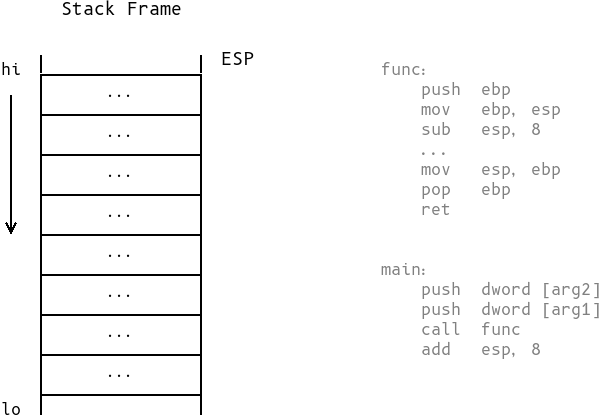 Stack Frame
ESP
hi
...
...
...
...
...
...
...
...
lo
func:
push ebp
mov ebp, esp
sub esp, 8
...
mov esp, ebp
pop ebp
ret
main:
push dword [arg2]
push dword [arg1]
call func
add esp, 8